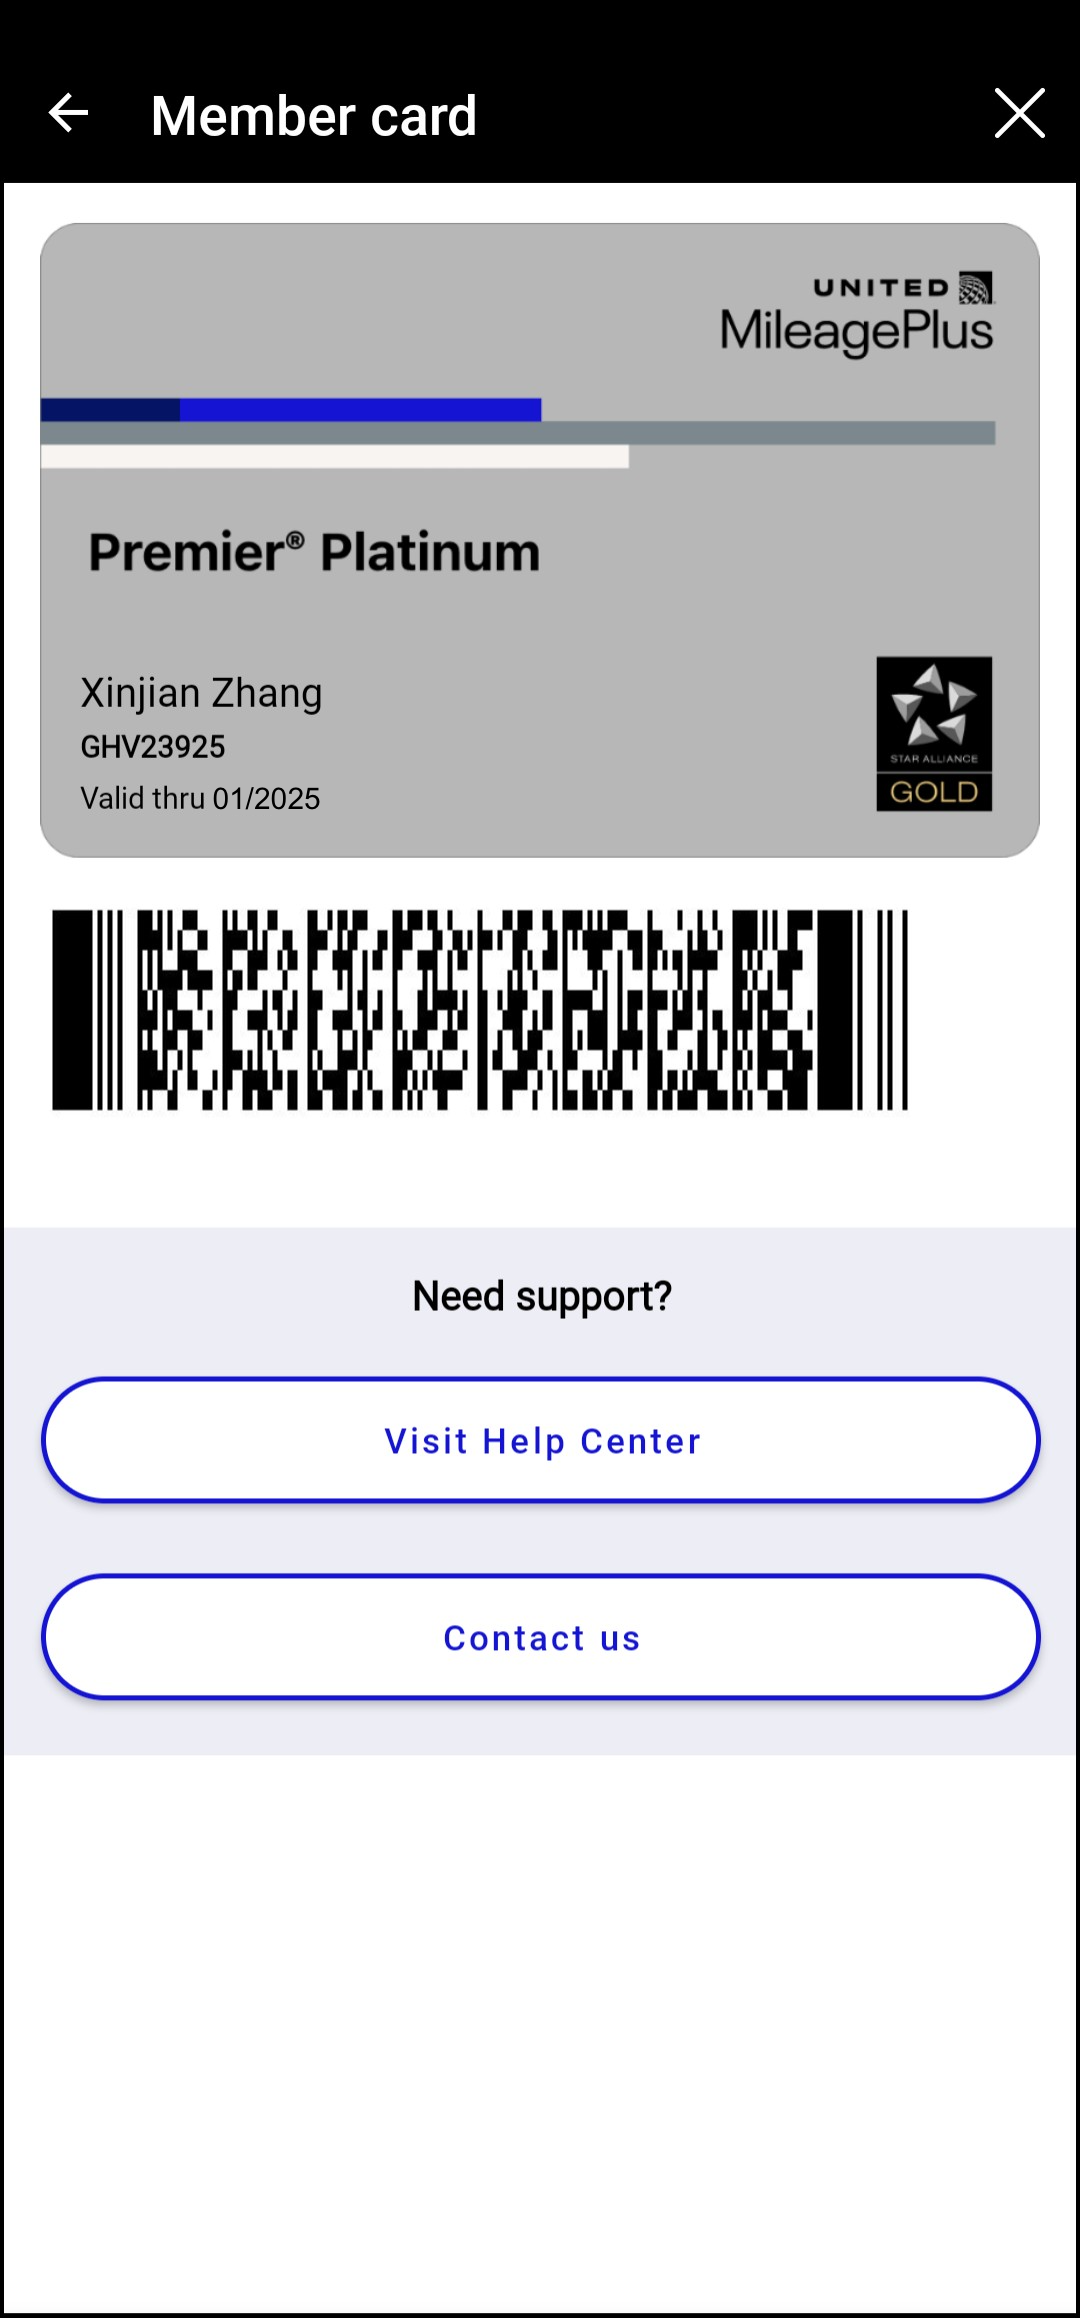 Member card
UNITED
MileagePlus
Premier® Platinum
Xinjian Zhang
GHV23925
Valid thru 01/2025
STAR ALLIANCE
GOLD
Need support?
Visit Help Center
Contact us